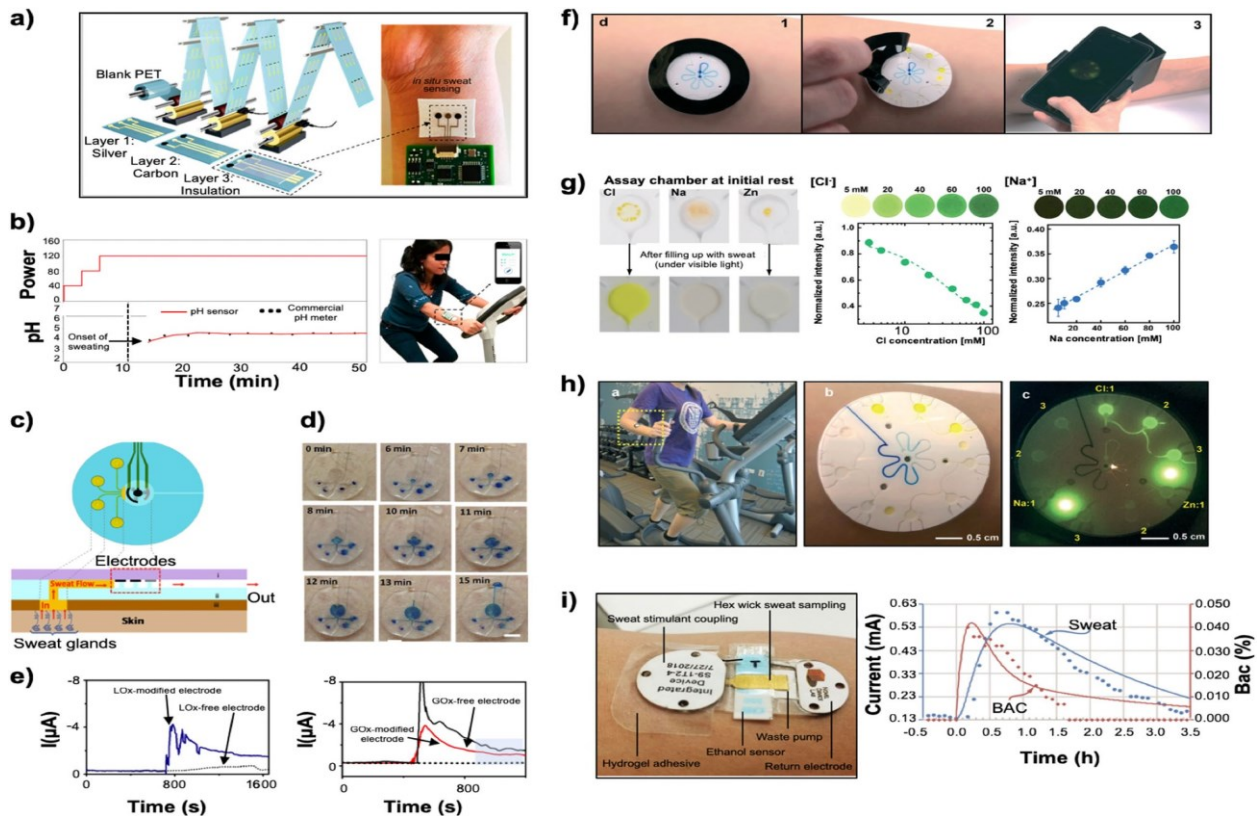 a)
Blank PET
Layer 1:
Silver
Layer 2:
Carbon
Layer 3:
Insulation
in situ sweat
sensing
b)
Power
160
120
80
40
0
7
pH
6
5
4
3
2
pH sensor
Commercial
pH meter
Onset of
sweating
0 10 20 30 40 50
Time (min)
c)
Electrodes
Sweat Flow
In
Out
Skin
Sweat glands
d)
0 min 6 min 7 min
8 min 10 min 11 min
12 min 13 min 15 min
e)
I(µA)
-8
-4
0
LOx-modified electrode
LOx-free electrode
0 800 1600
Time (s)
I(µA)
-8
-4
0
GOx-free electrode
GOx-modified
electrode
0 800
Time (s)
f)
d 1 2 3
g)
Assay chamber at initial rest
Cl Na Zn
After filling up with sweat
(under visible light)
[Cl-]
5 mM 20 40 60 100
Normalized intensity [a.u.]
1.0
0.8
0.6
0.4
10 100
Cl concentration [mM]
[Na+]
5 mM 20 40 60 100
Normalized intensity [a.u.]
0.40
0.35
0.30
0.25
20 40 60 80 100
Na concentration [mM]
h)
a b c
Cl:1
2
3
Zn:1
2
3
Na:1
2
3
0.5 cm
0.5 cm
i)
Hex wick sweat sampling
Sweat stimulant coupling
Integrated
Device
S9-1T2-4
7/27/2018
Waste pump
Ethanol sensor
Hydrogel adhesive
Return electrode
Current (mA)
0.63
0.53
0.43
0.33
0.23
0.13
Sweat
BAC
0.050
0.040
0.030
0.020
0.010
0.000
Bac (%)
-0.5 0.0 0.5 1.0 1.5 2.0 2.5 3.0 3.5
Time (h)